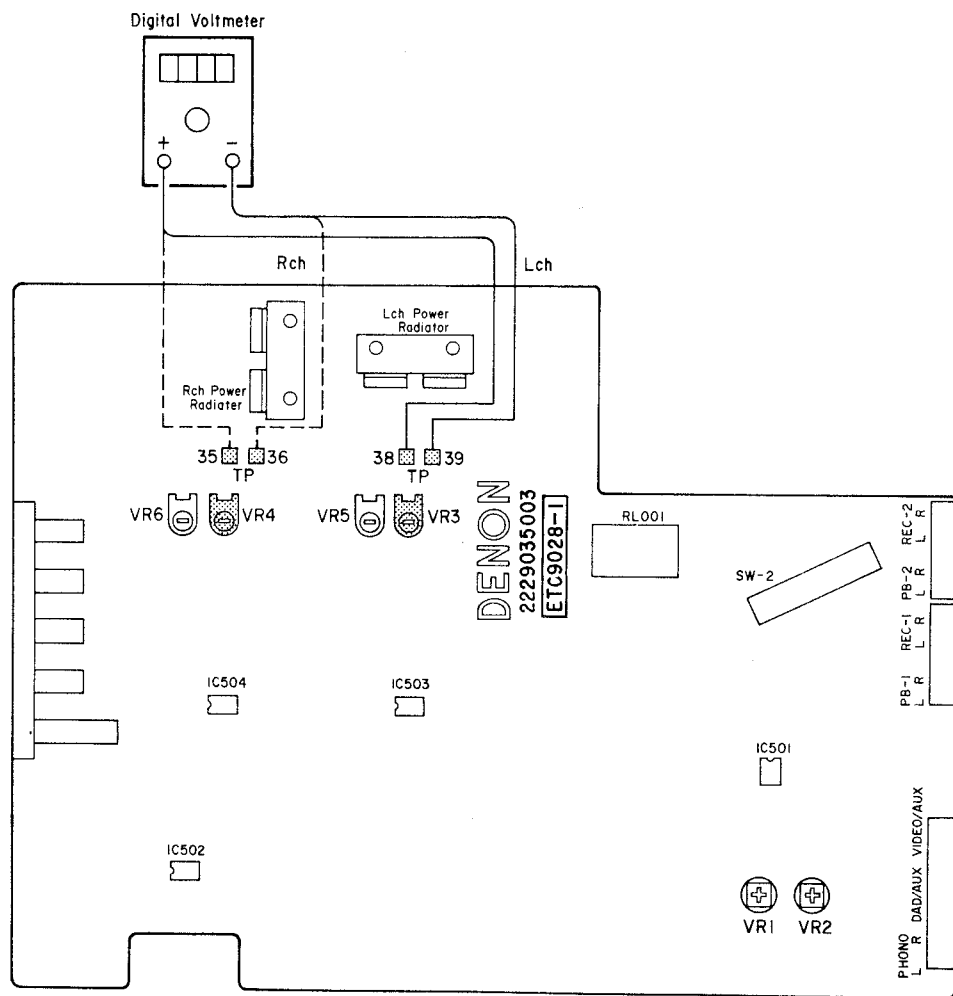 Digital Voltmeter
+ −
Rch
Lch
Lch Power
Radiator
Rch Power
Radiater
35 36
TP
38 39
TP
VR6
VR4
VR5
VR3
DENON
2229035003
ETC9028-1
RL001
SW-2
REC-2
L R
PB-2
L R
REC-1
L R
PB-1
L R
IC504
IC503
IC501
IC502
VR1
VR2
PHONO DAD/AUX VIDEO/AUX
L R